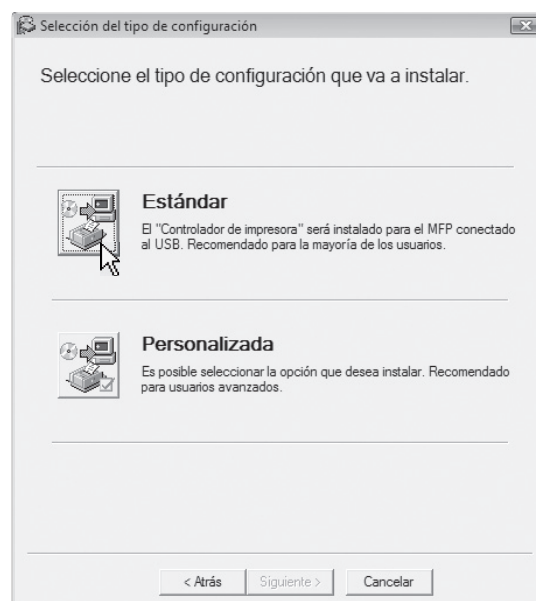 Selección del tipo de configuración
Seleccione el tipo de configuración que va a instalar.
Estándar
El "Controlador de impresora" será instalado para el MFP conectado
al USB. Recomendado para la mayoría de los usuarios.
Personalizada
Es posible seleccionar la opción que desea instalar. Recomendado
para usuarios avanzados.
< Atrás
Siguiente >
Cancelar